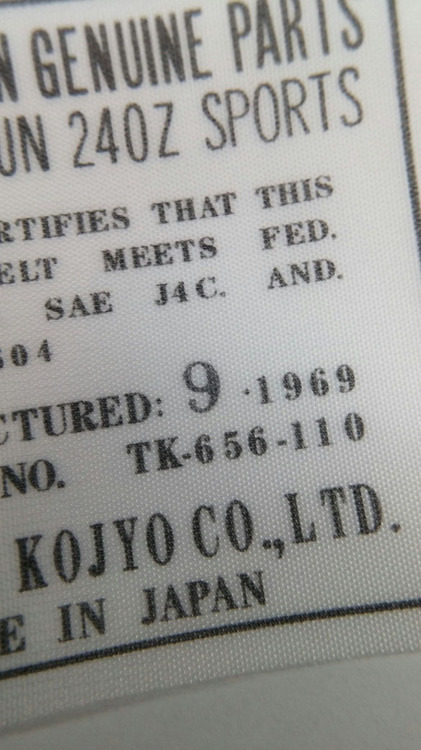 N GENUINE PARTS
UN 240Z SPORTS
RTIFIES THAT THIS
ELT MEETS FED.
SAE J4C. AND.
604
CTURED: 9 ·1969
NO. TK-656-110
KOJYO CO.,LTD.
E IN JAPAN